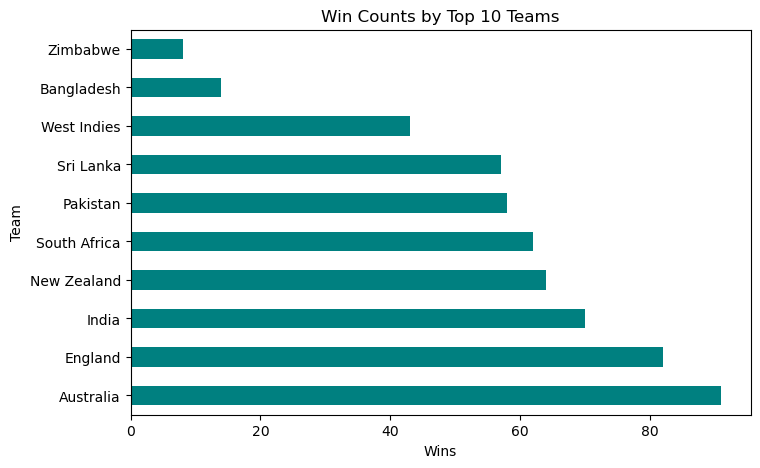 Win Counts by Top 10 Teams
Zimbabwe
Bangladesh
West Indies
Sri Lanka
Pakistan
South Africa
New Zealand
India
England
Australia
Team
0 20 40 60 80
Wins